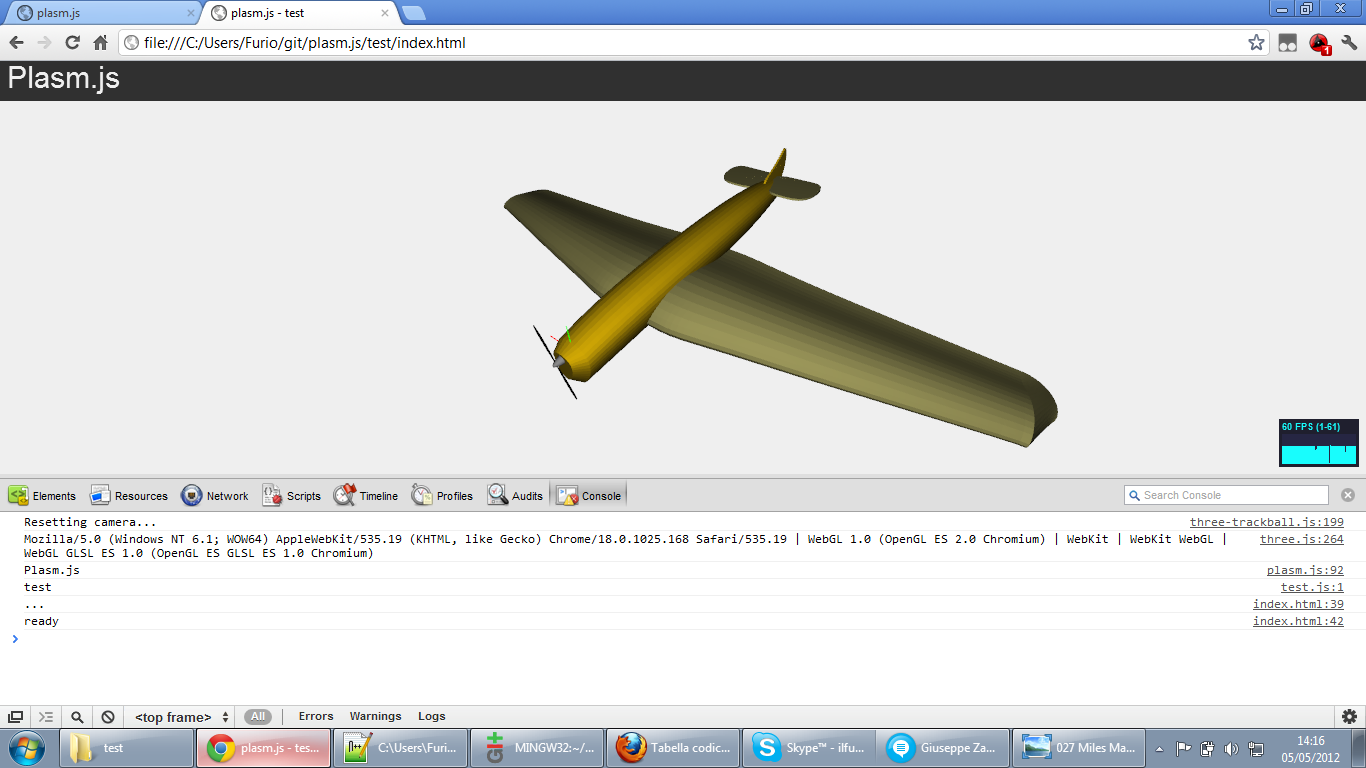 plasm.js
plasm.js - test
file:///C:/Users/Furio/git/plasm.js/test/index.html
1
Plasm.js
60 FPS (1-61)
Elements Resources Network Scripts Timeline Profiles Audits Console Search Console
Resetting camera... three-trackball.js:199
Mozilla/5.0 (Windows NT 6.1; WOW64) AppleWebKit/535.19 (KHTML, like Gecko) Chrome/18.0.1025.168 Safari/535.19 | WebGL 1.0 (OpenGL ES 2.0 Chromium) | WebKit | WebKit WebGL | three.js:264
WebGL GLSL ES 1.0 (OpenGL ES GLSL ES 1.0 Chromium)
Plasm.js plasm.js:92
test test.js:1
... index.html:39
ready index.html:42
<top frame> All Errors Warnings Logs
test plasm.js - tes... C:\Users\Furi... MINGW32:~/... Tabella codic... Skype™ - ilfu... Giuseppe Za... 027 Miles Ma... 14:16
05/05/2012